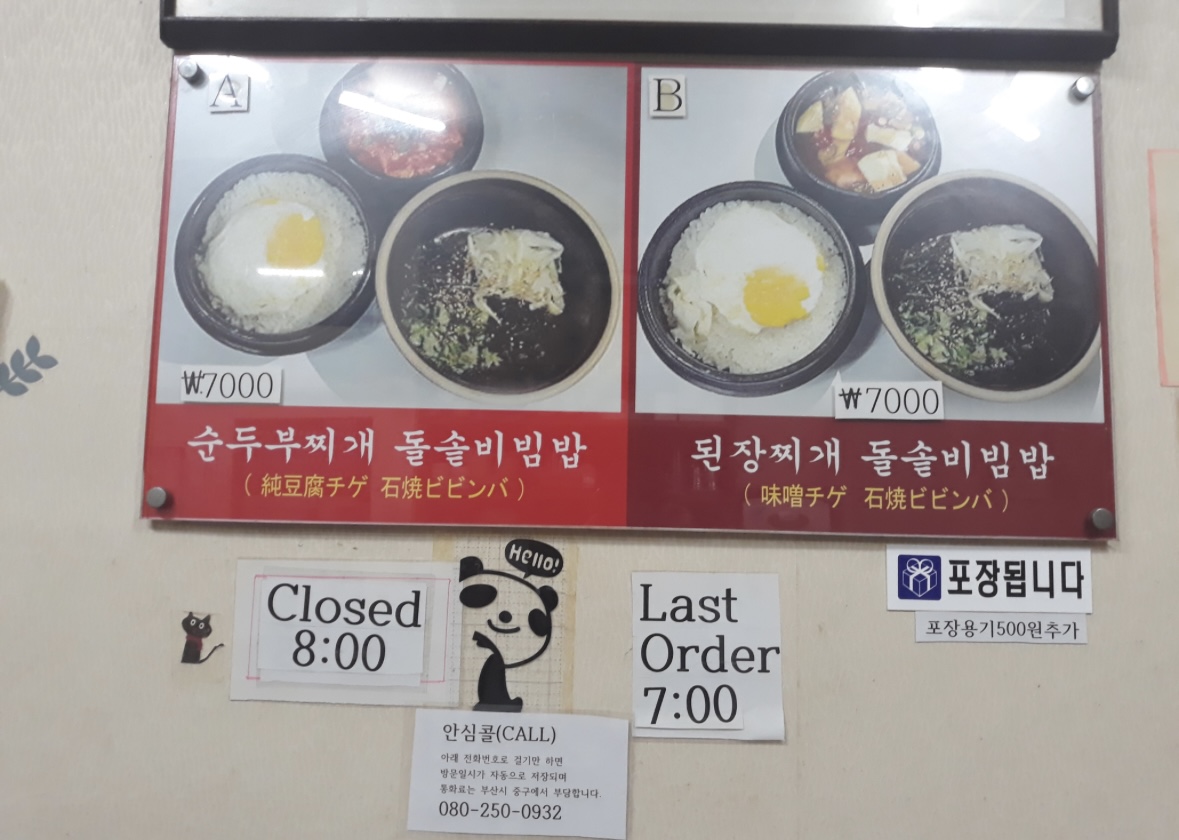 A
₩7000
순두부찌개 돌솥비빔밥
( 純豆腐チゲ 石焼ビビンバ )
B
₩7000
된장찌개 돌솥비빔밥
( 味噌チゲ 石焼ビビンバ )
Closed
8:00
Hello!
Last
Order
7:00
포장됩니다
포장용기500원추가
안심콜(CALL)
아래 전화번호로 걸기만 하면
방문일시가 자동으로 저장되며
통화료는 부산시 중구에서 부담합니다.
080-250-0932